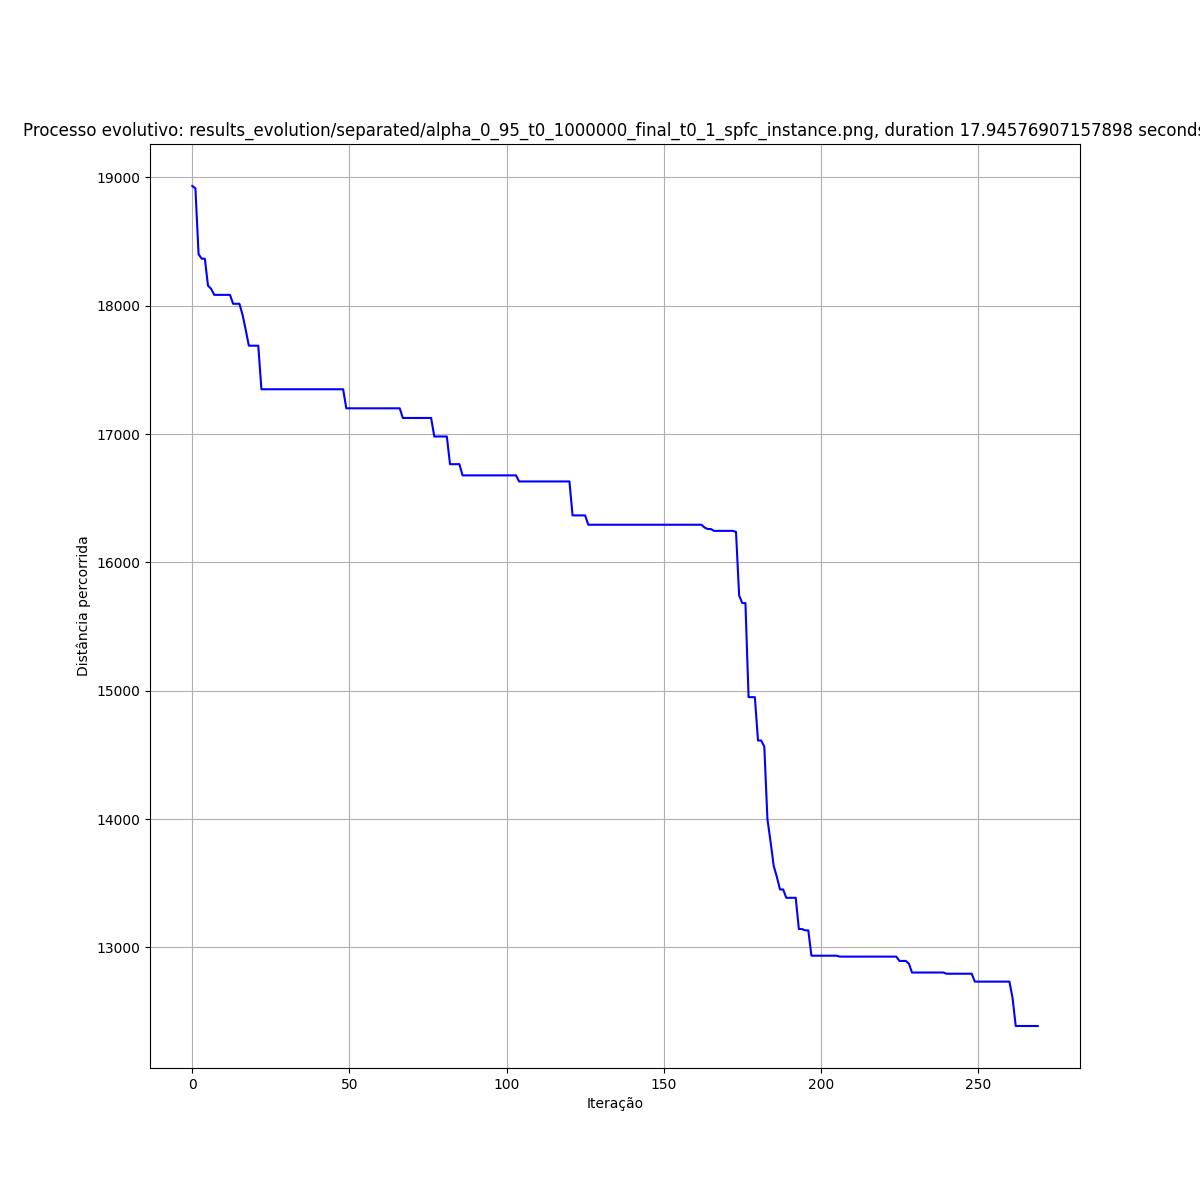 Processo evolutivo: results_evolution/separated/alpha_0_95_t0_1000000_final_t0_1_spfc_instance.png, duration 17.94576907157898 seconds
19000
18000
17000
16000
15000
14000
13000
Distância percorrida
0 50 100 150 200 250
Iteração